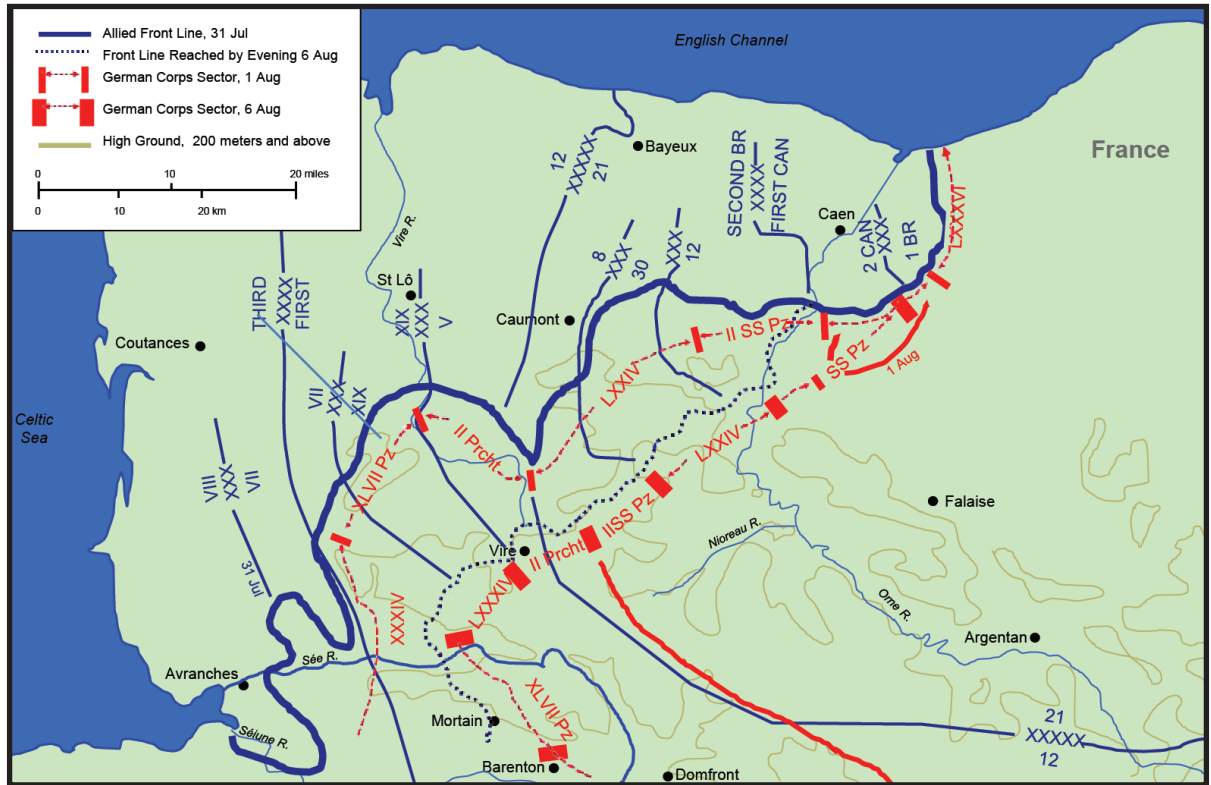 Allied Front Line, 31 Jul
Front Line Reached by Evening 6 Aug
German Corps Sector, 1 Aug
German Corps Sector, 6 Aug
High Ground, 200 meters and above
0 10 20 miles
0 10 20 km
English Channel
France
Celtic
Sea
Bayeux
Caen
St Lô
Vire R.
Caumont
Coutances
Falaise
Vire
Nioreau R.
Orne R.
Argentan
Avranches
Sée R.
Séiune R.
Mortain
Barenton
Domfront
12
XXXXX
21
SECOND BR
XXXX
FIRST CAN
2 CAN
XXX
1 BR
8
XXX
30
XXX
12
THIRD
XXXX
FIRST
XIX
XXX
V
VII
XXX
XIX
VIII
XXX
VII
31 Jul
21
XXXXX
12
LXXXVI
II SS Pz
SS Pz
1 Aug
LXXIV
LXXIV
IISS Pz
II Prcht
II Prcht
XLVII Pz
LXXXIV
XXXIV
XLVII Pz